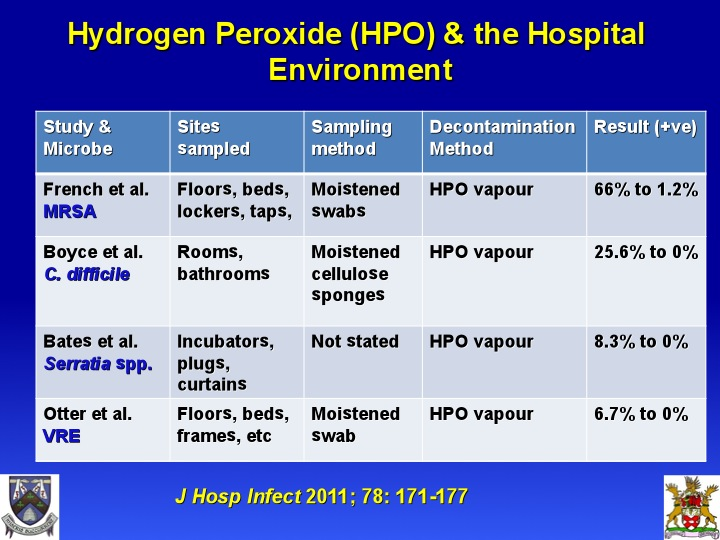 Hydrogen Peroxide (HPO) & the Hospital
Environment
Study & Microbe
Sites sampled
Sampling method
Decontamination Method
Result (+ve)
French et al.
MRSA
Floors, beds,
lockers, taps,
Moistened
swabs
HPO vapour
66% to 1.2%
Boyce et al.
C. difficile
Rooms,
bathrooms
Moistened
cellulose
sponges
HPO vapour
25.6% to 0%
Bates et al.
Serratia spp.
Incubators,
plugs,
curtains
Not stated
HPO vapour
8.3% to 0%
Otter et al.
VRE
Floors, beds,
frames, etc
Moistened
swab
HPO vapour
6.7% to 0%
J Hosp Infect 2011; 78: 171-177